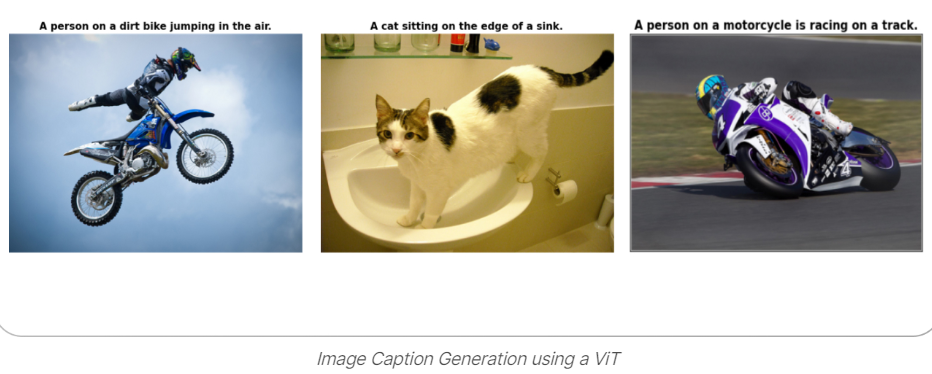 A person on a dirt bike jumping in the air.
A cat sitting on the edge of a sink.
A person on a motorcycle is racing on a track.
Image Caption Generation using a ViT